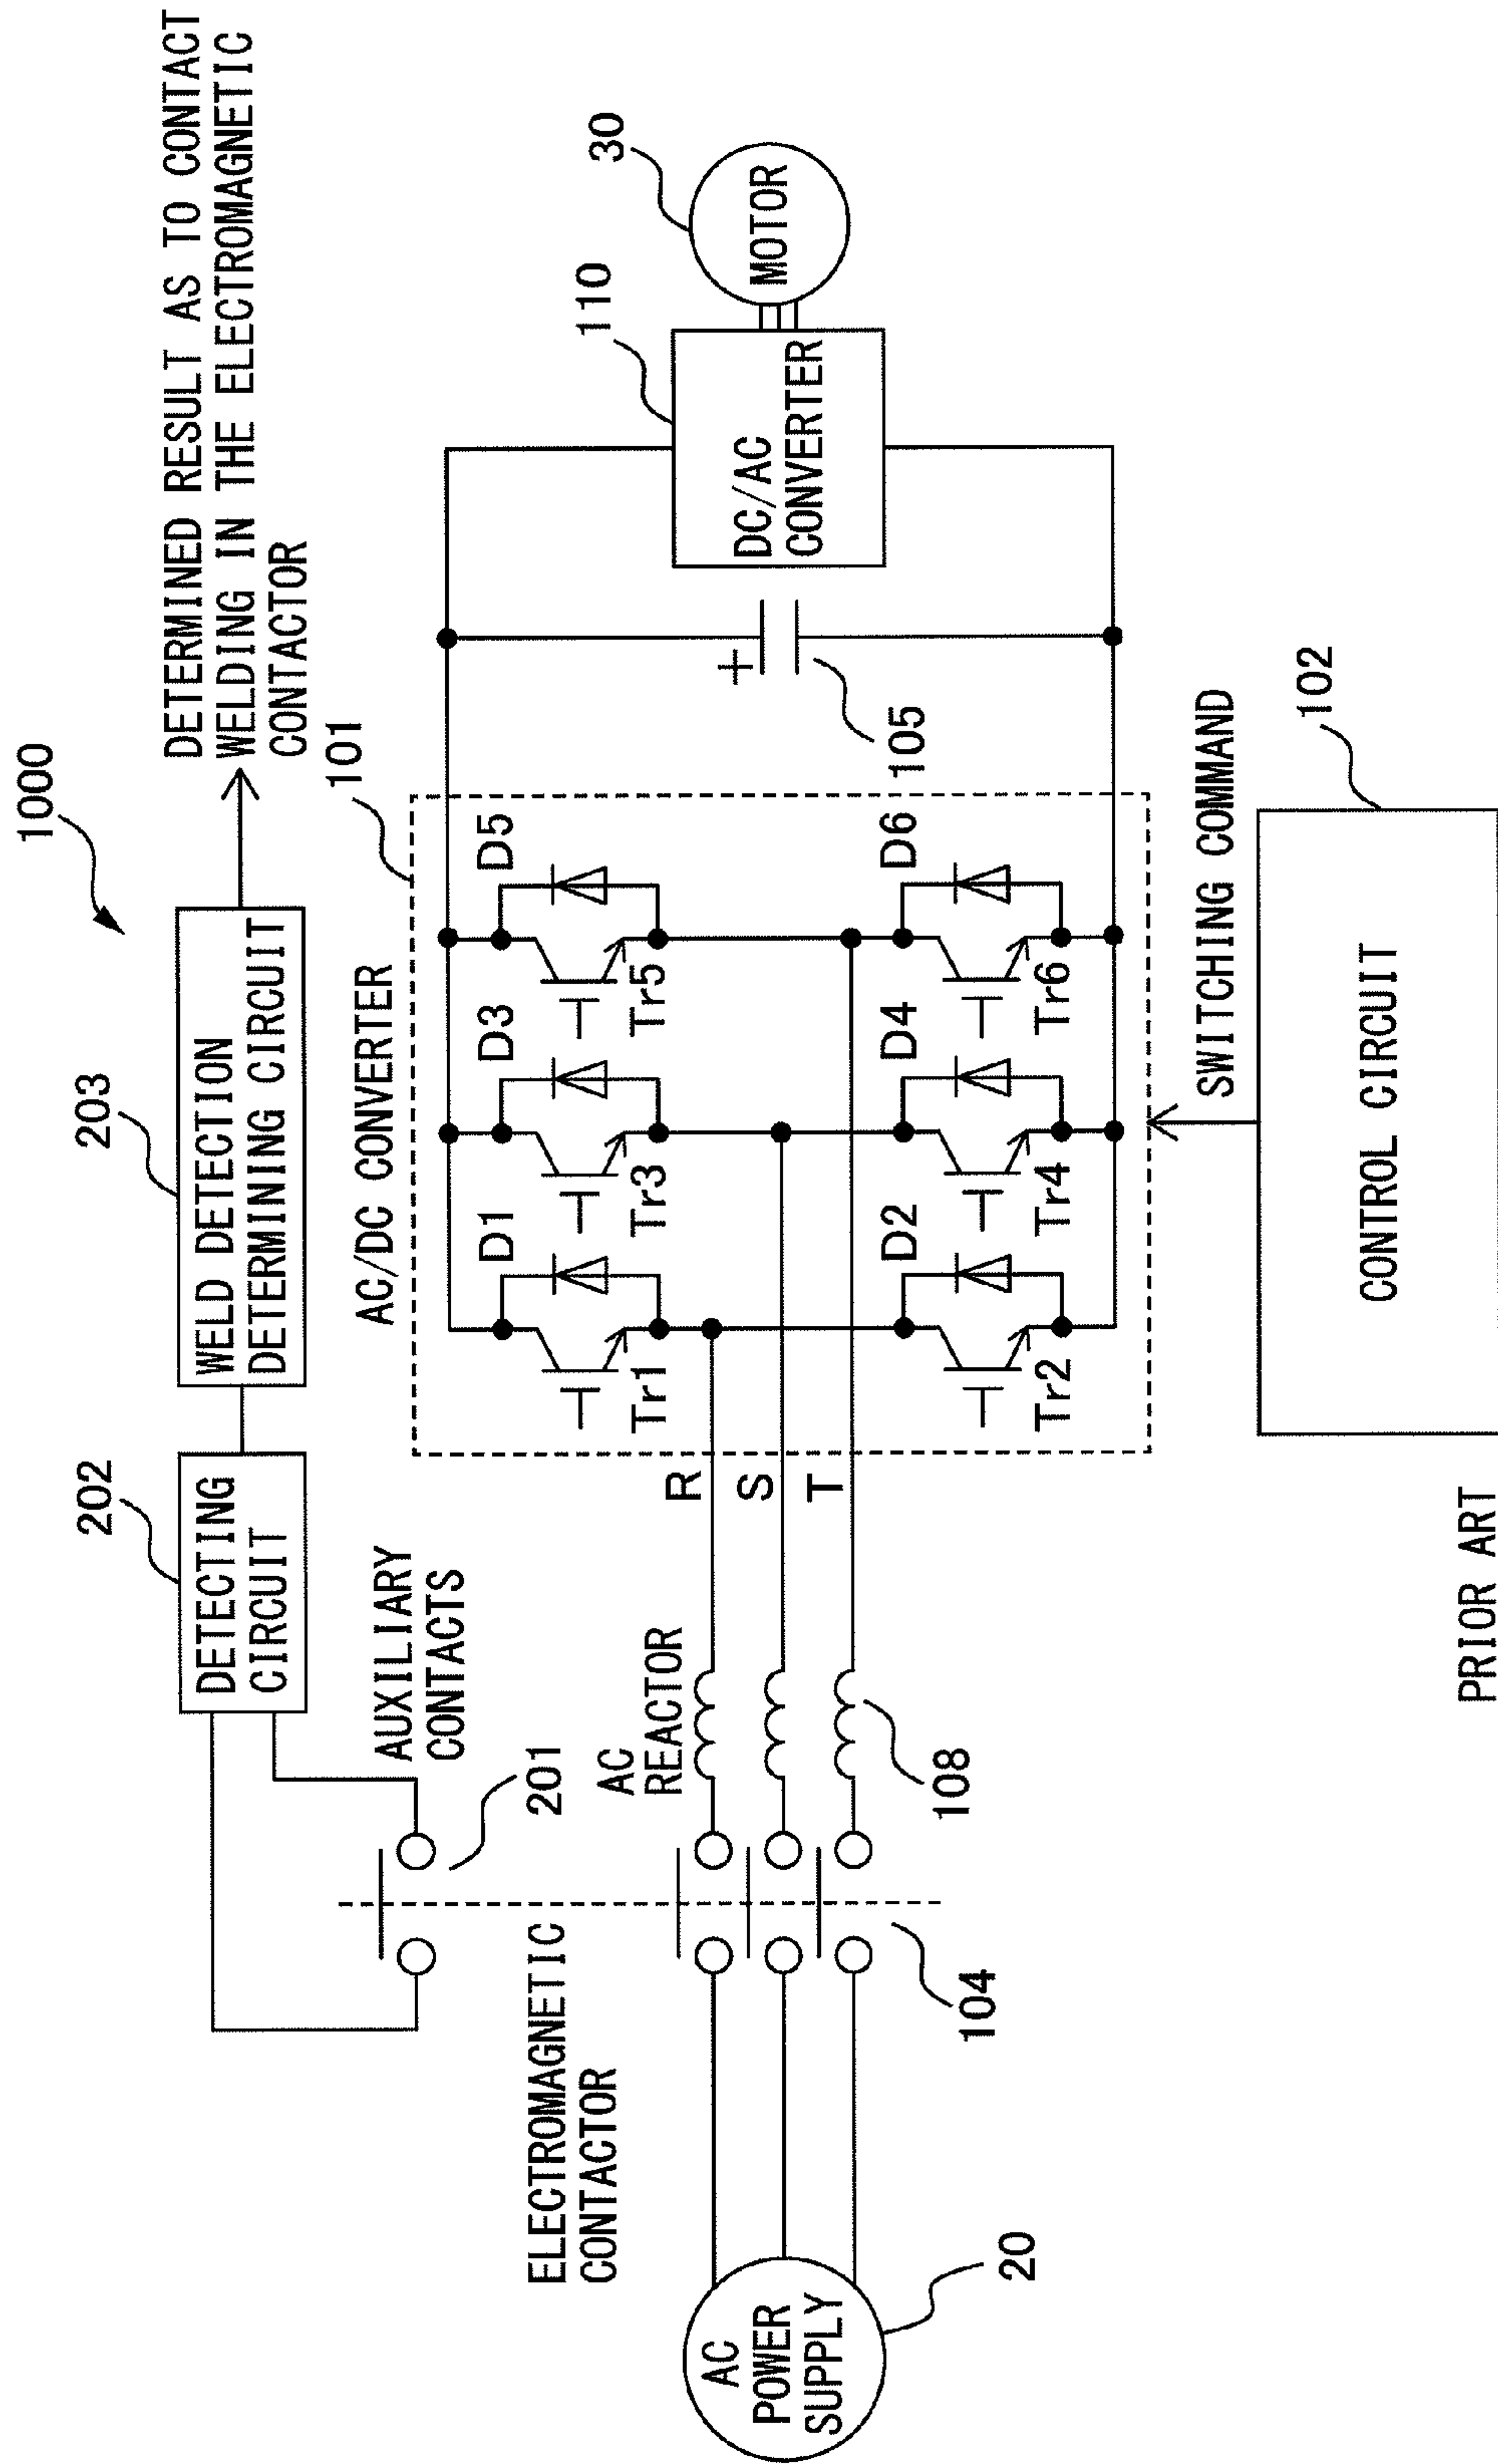 1000
DETERMINED RESULT AS TO CONTACT
WELDING IN THE ELECTROMAGNETIC
CONTACTOR
202
DETECTING
CIRCUIT
203
WELD DETECTION
DETERMINING CIRCUIT
AUXILIARY
CONTACTS
201
AC/DC CONVERTER
101
ELECTROMAGNETIC
CONTACTOR
104
AC
REACTOR
108
R
S
T
D1
D3
D5
Tr1
Tr3
Tr5
D2
D4
D6
Tr2
Tr4
Tr6
+
105
110
DC/AC
CONVERTER
30
MOTOR
AC
POWER
SUPPLY
20
SWITCHING COMMAND
102
CONTROL CIRCUIT
PRIOR ART